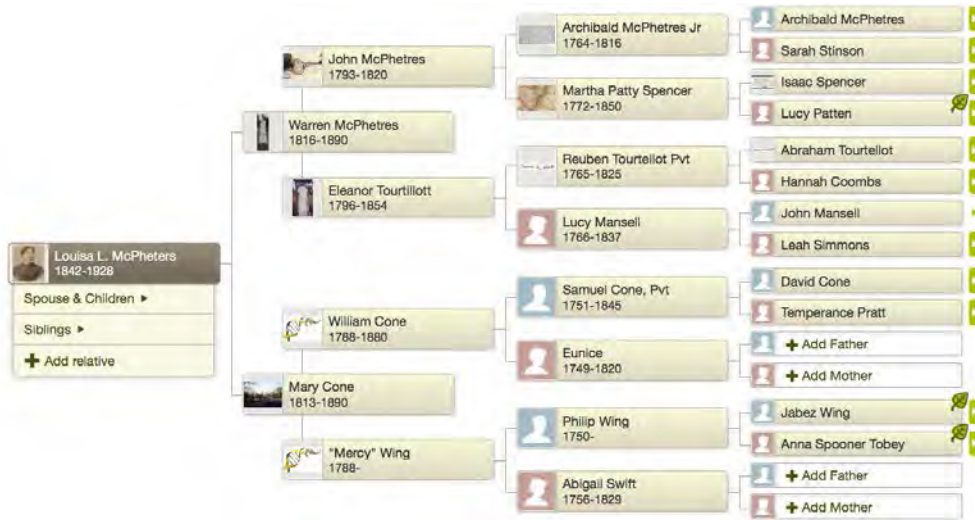 Louisa L. McPheters
1842-1928
Spouse & Children
Siblings
Add relative
Warren McPhetres
1816-1890
Mary Cone
1813-1890
John McPhetres
1793-1820
Eleanor Tourtillott
1796-1854
William Cone
1788-1880
"Mercy" Wing
1788-
Archibald McPhetres Jr
1764-1816
Martha Patty Spencer
1772-1850
Reuben Tourtellot Pvt
1765-1825
Lucy Mansell
1766-1837
Samuel Cone, Pvt
1751-1845
Eunice
1749-1820
Philip Wing
1750-
Abigail Swift
1756-1829
Archibald McPhetres
Sarah Stinson
Isaac Spencer
Lucy Patten
Abraham Tourtellot
Hannah Coombs
John Mansell
Leah Simmons
David Cone
Temperance Pratt
Add Father
Add Mother
Jabez Wing
Anna Spooner Tobey
Add Father
Add Mother